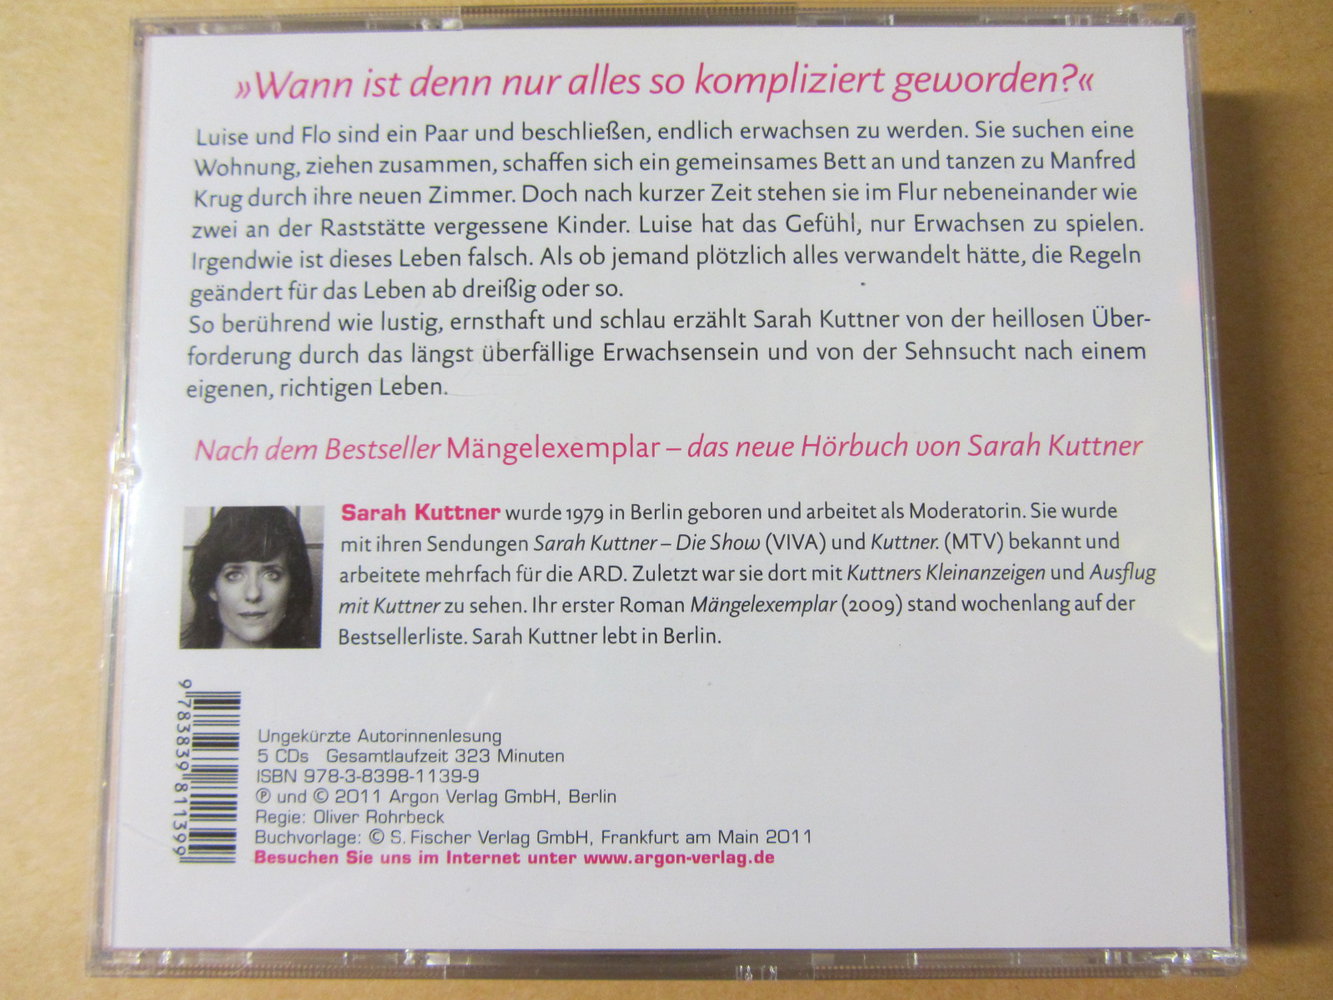 »Wann ist denn nur alles so kompliziert geworden?«
Luise und Flo sind ein Paar und beschließen, endlich erwachsen zu werden. Sie suchen eine
Wohnung, ziehen zusammen, schaffen sich ein gemeinsames Bett an und tanzen zu Manfred
Krug durch ihre neuen Zimmer. Doch nach kurzer Zeit stehen sie im Flur nebeneinander wie
zwei an der Raststätte vergessene Kinder. Luise hat das Gefühl, nur Erwachsen zu spielen.
Irgendwie ist dieses Leben falsch. Als ob jemand plötzlich alles verwandelt hätte, die Regeln
geändert für das Leben ab dreißig oder so.
So berührend wie lustig, ernsthaft und schlau erzählt Sarah Kuttner von der heillosen Über-
forderung durch das längst überfällige Erwachsensein und von der Sehnsucht nach einem
eigenen, richtigen Leben.
Nach dem Bestseller Mängelexemplar – das neue Hörbuch von Sarah Kuttner
Sarah Kuttner wurde 1979 in Berlin geboren und arbeitet als Moderatorin. Sie wurde
mit ihren Sendungen Sarah Kuttner – Die Show (VIVA) und Kuttner. (MTV) bekannt und
arbeitete mehrfach für die ARD. Zuletzt war sie dort mit Kuttners Kleinanzeigen und Ausflug
mit Kuttner zu sehen. Ihr erster Roman Mängelexemplar (2009) stand wochenlang auf der
Bestsellerliste. Sarah Kuttner lebt in Berlin.
9 783839 811399
Ungekürzte Autorinnenlesung
5 CDs Gesamtlaufzeit 323 Minuten
ISBN 978-3-8398-1139-9
℗ und © 2011 Argon Verlag GmbH, Berlin
Regie: Oliver Rohrbeck
Buchvorlage: © S. Fischer Verlag GmbH, Frankfurt am Main 2011
Besuchen Sie uns im Internet unter www.argon-verlag.de